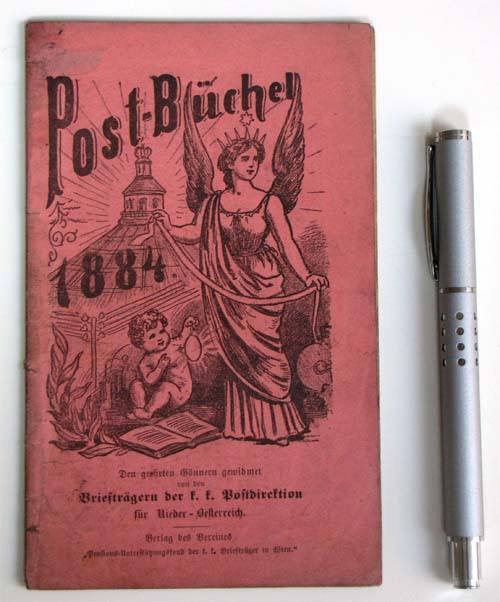 Post-Büchel
1884.
Den geehrten Gönnern gewidmet
von den
Briefträgern der k. k. Postdirektion
für Nieder-Oesterreich.
Verlag des Vereines
„Pensions-Unterstützungsfond der k. k. Briefträger in Wien."